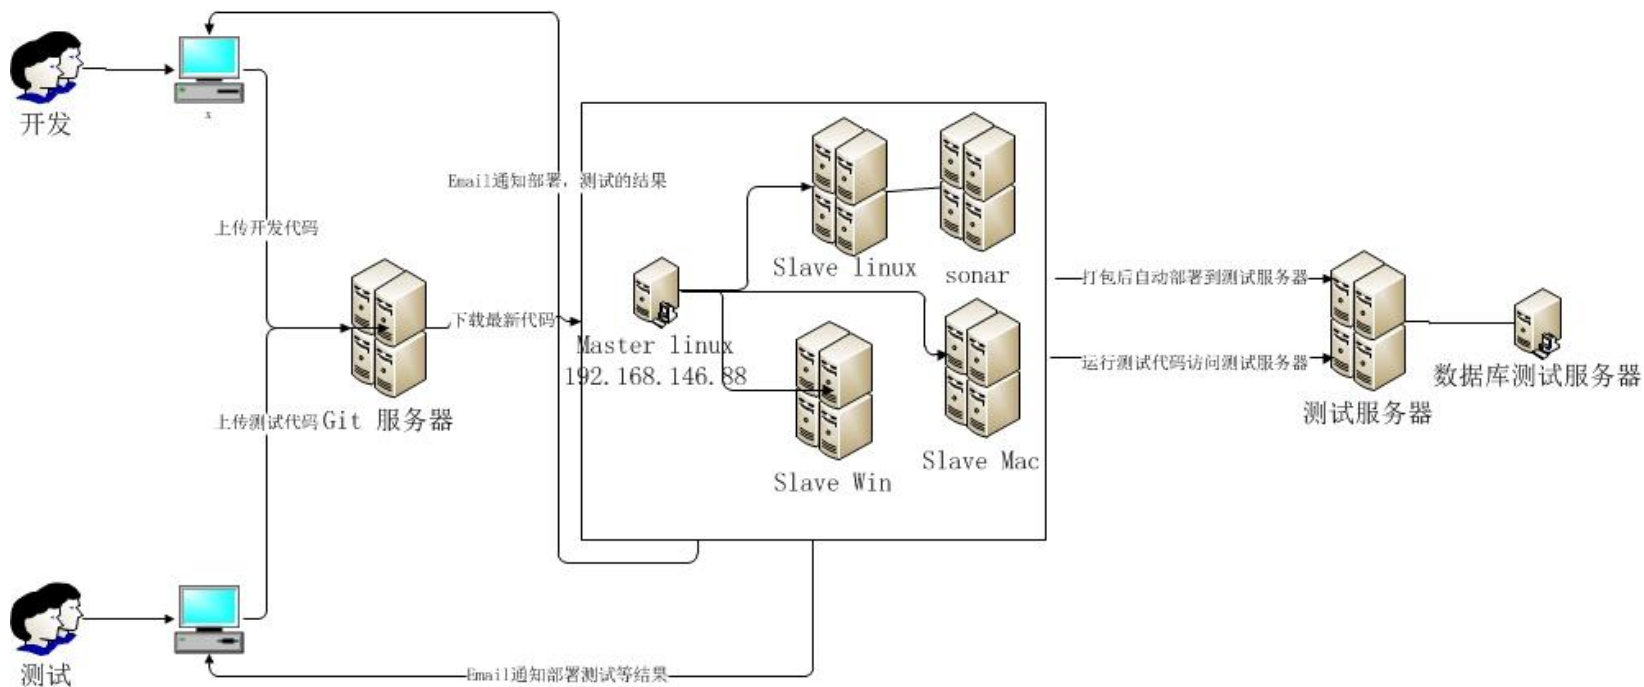 开发
x
Email通知部署，测试的结果
上传开发代码
Slave linux
sonar
打包后自动部署到测试服务器
下载最新代码
Master linux
192.168.146.88
运行测试代码访问测试服务器
数据库测试服务器
测试服务器
上传测试代码
Git 服务器
Slave Mac
Slave Win
测试
Email通知部署测试等结果